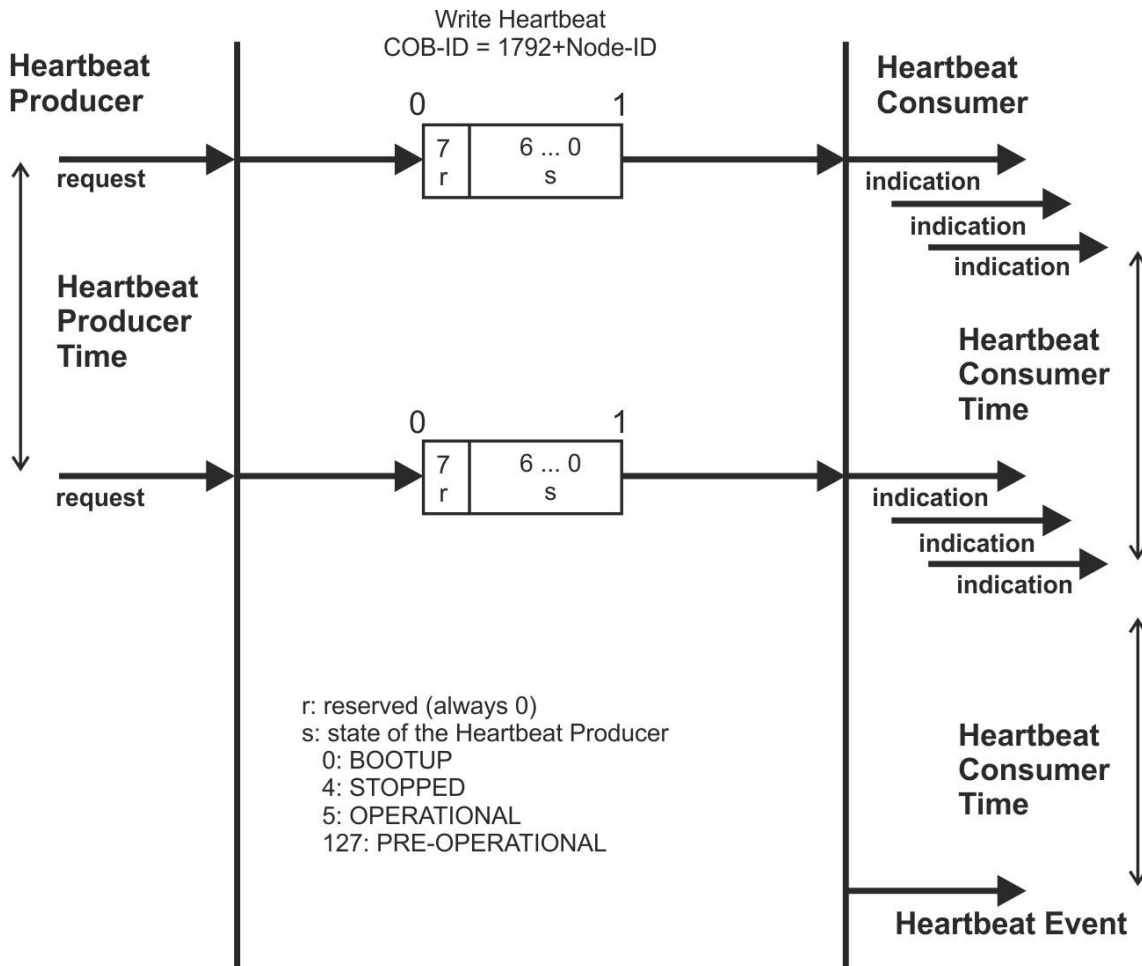 Write Heartbeat
COB-ID = 1792+Node-ID
Heartbeat
Producer
Heartbeat
Consumer
0 1
7 6 ... 0
r s
request
indication
indication
indication
Heartbeat
Producer
Time
Heartbeat
Consumer
Time
0 1
7 6 ... 0
r s
request
indication
indication
indication
r: reserved (always 0)
s: state of the Heartbeat Producer
0: BOOTUP
4: STOPPED
5: OPERATIONAL
127: PRE-OPERATIONAL
Heartbeat
Consumer
Time
Heartbeat Event